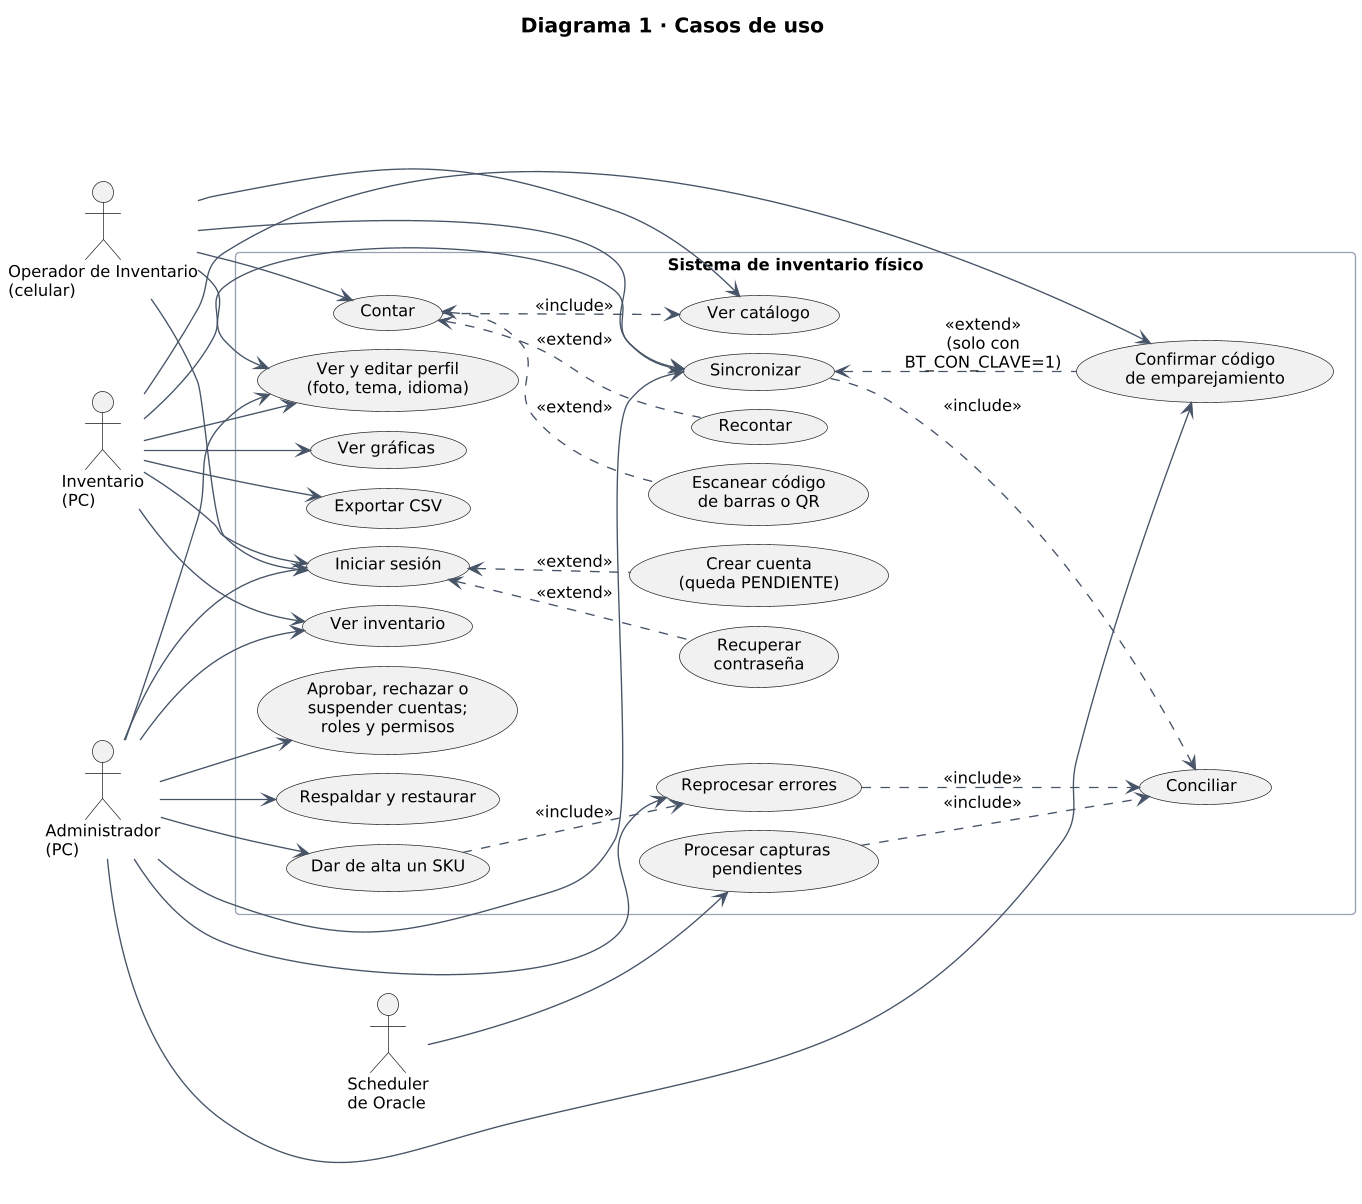 Diagrama 1 · Casos de uso
Operador de Inventario
(celular)
Inventario
(PC)
Administrador
(PC)
Scheduler
de Oracle
Sistema de inventario físico
Contar
Ver y editar perfil
(foto, tema, idioma)
Ver gráficas
Exportar CSV
Iniciar sesión
Ver inventario
Aprobar, rechazar o
suspender cuentas;
roles y permisos
Respaldar y restaurar
Dar de alta un SKU
«include»
«extend»
«extend»
«extend»
«extend»
«include»
Ver catálogo
Sincronizar
Recontar
Escanear código
de barras o QR
Crear cuenta
(queda PENDIENTE)
Recuperar
contraseña
Reprocesar errores
Procesar capturas
pendientes
«extend»
(solo con
BT_CON_CLAVE=1)
«include»
«include»
«include»
Confirmar código
de emparejamiento
Conciliar